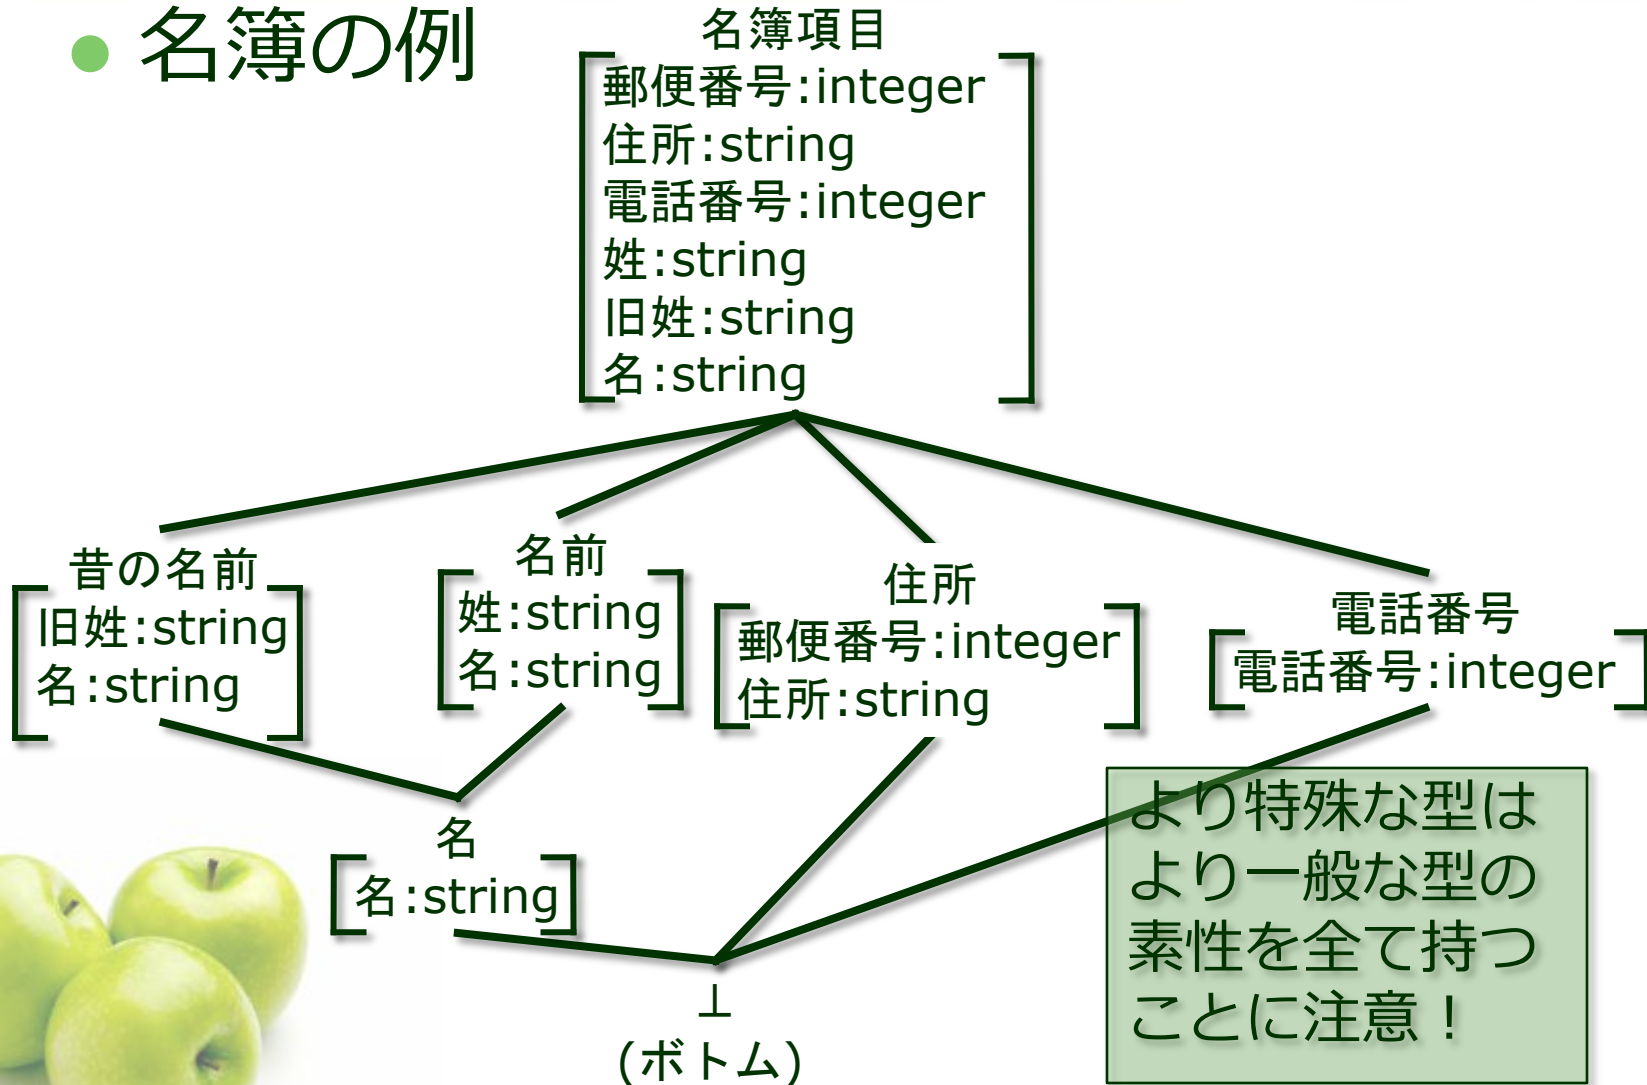 名簿の例
名簿項目
郵便番号:integer
住所:string
電話番号:integer
姓:string
旧姓:string
名:string
昔の名前
旧姓:string
名:string
名前
姓:string
名:string
住所
郵便番号:integer
住所:string
電話番号
電話番号:integer
名
名:string
⊥
(ボトム)
より特殊な型は
より一般な型の
素性を全て持つ
ことに注意！